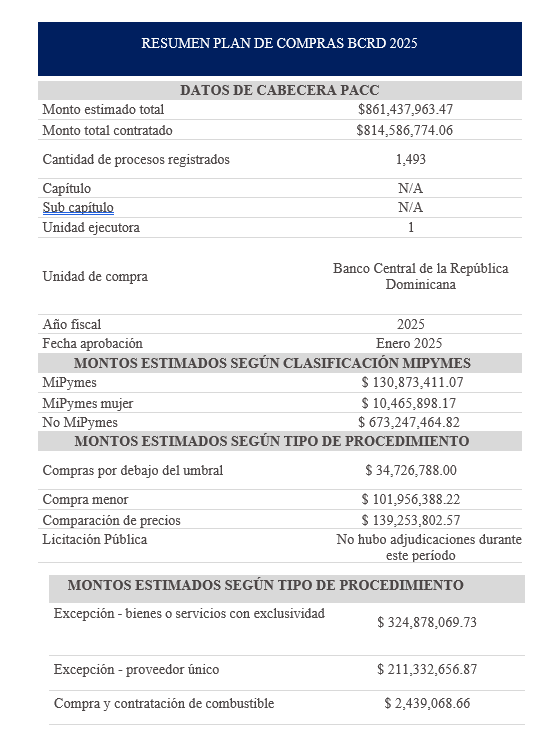 RESUMEN PLAN DE COMPRAS BCRD 2025
DATOS DE CABECERA PACC
Monto estimado total $861,437,963.47
Monto total contratado $814,586,774.06
Cantidad de procesos registrados 1,493
Capítulo N/A
Sub capítulo N/A
Unidad ejecutora 1
Unidad de compra Banco Central de la República
Dominicana
Año fiscal 2025
Fecha aprobación Enero 2025
MONTOS ESTIMADOS SEGÚN CLASIFICACIÓN MIPYMES
MiPymes $ 130,873,411.07
MiPymes mujer $ 10,465,898.17
No MiPymes $ 673,247,464.82
MONTOS ESTIMADOS SEGÚN TIPO DE PROCEDIMIENTO
Compras por debajo del umbral $ 34,726,788.00
Compra menor $ 101,956,388.22
Comparación de precios $ 139,253,802.57
Licitación Pública No hubo adjudicaciones durante
este período
MONTOS ESTIMADOS SEGÚN TIPO DE PROCEDIMIENTO
Excepción - bienes o servicios con exclusividad $ 324,878,069.73
Excepción - proveedor único $ 211,332,656.87
Compra y contratación de combustible $ 2,439,068.66